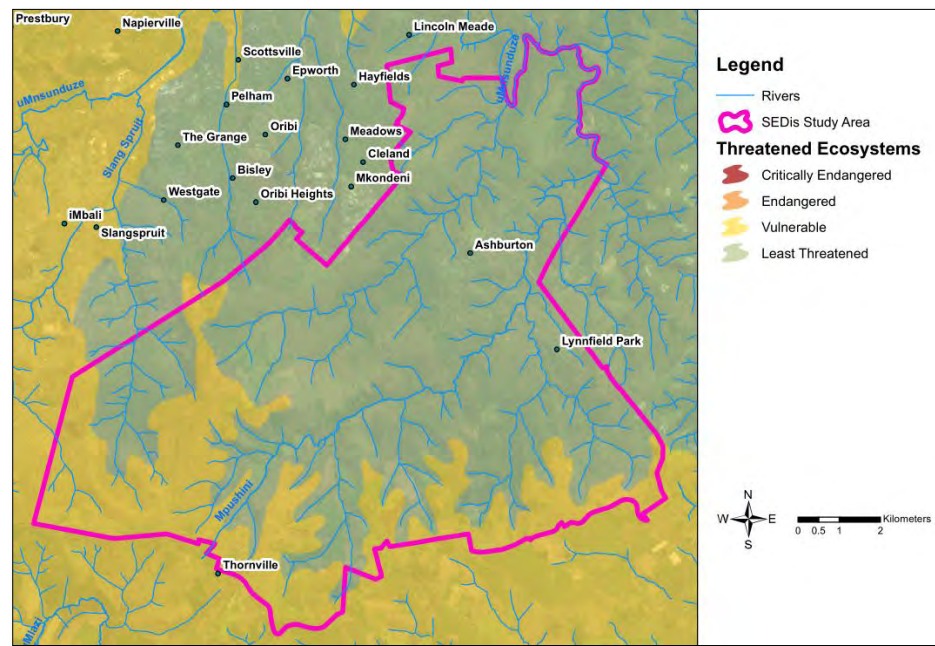 Prestbury
Napierville
Lincoln Meade
Scottsville
Epworth
Hayfields
uMnsunduze
uMnsunduze
Pelham
Slang Spruit
Oribi
The Grange
Meadows
Cleland
Bisley
Mkondeni
Westgate
Oribi Heights
iMbali
Slangspruit
Ashburton
Lynnfield Park
Mpushini
Thornville
uMlazi
Legend
Rivers
SEDis Study Area
Threatened Ecosystems
Critically Endangered
Endangered
Vulnerable
Least Threatened
N
W
E
S
Kilometers
0 0.5 1 2